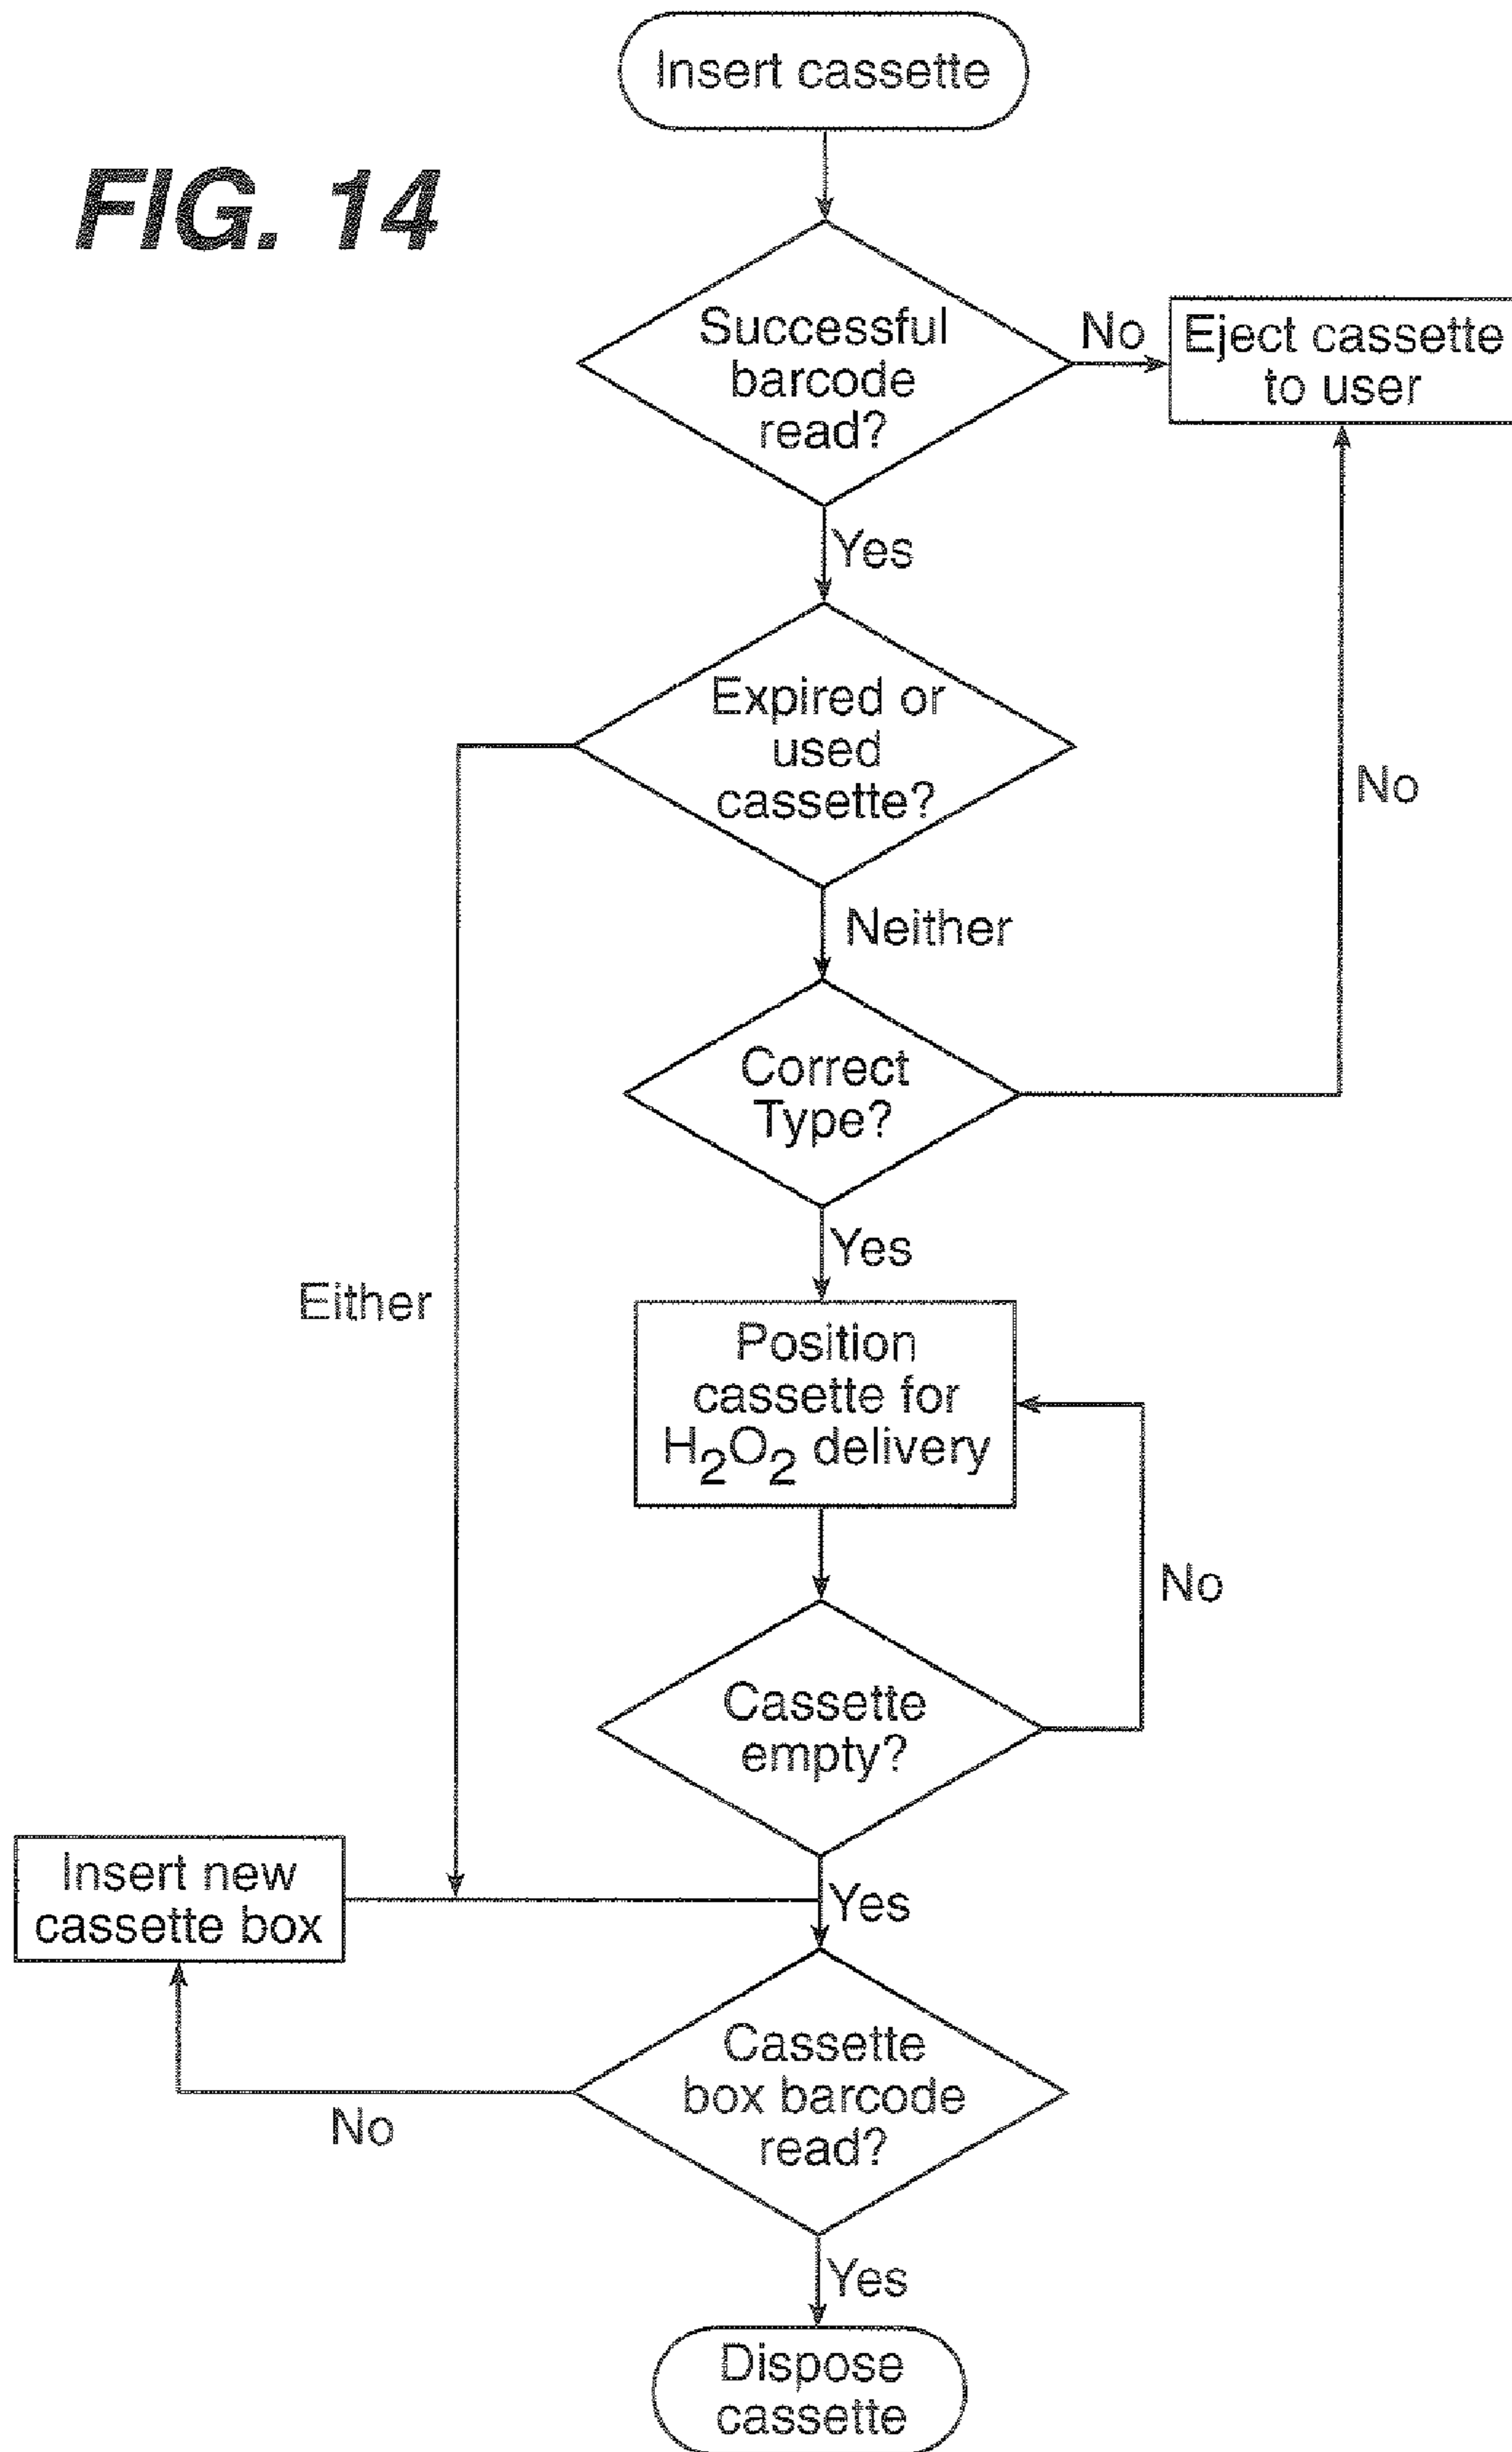 Insert cassette
FIG. 14
Successful
barcode
read?
No
Eject cassette
to user
Yes
Expired or
used
cassette?
No
Neither
Correct
Type?
Yes
Either
Position
cassette for
H₂O₂ delivery
No
Cassette
empty?
Insert new
cassette box
Yes
Cassette
box barcode
read?
No
Yes
Dispose
cassette